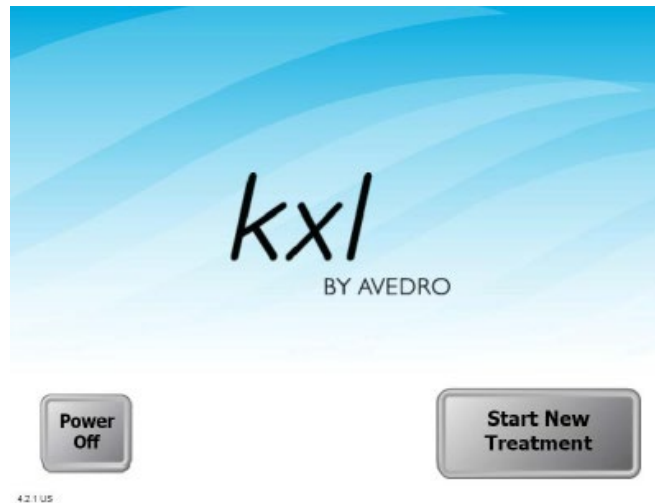 kxl
BY AVEDRO
Power
Off
Start New
Treatment
4.2.1 US